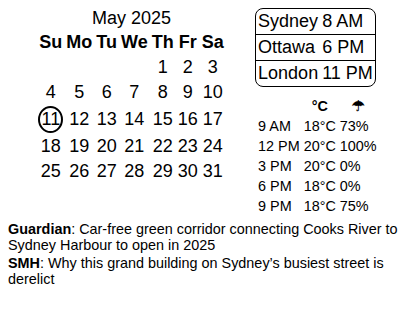 May 2025
Su Mo Tu We Th Fr Sa
1 2 3
4 5 6 7 8 9 10
11 12 13 14 15 16 17
18 19 20 21 22 23 24
25 26 27 28 29 30 31
Sydney 8 AM
Ottawa 6 PM
London 11 PM
°C ☂
9 AM 18°C 73%
12 PM 20°C 100%
3 PM 20°C 0%
6 PM 18°C 0%
9 PM 18°C 75%
Guardian: Car-free green corridor connecting Cooks River to
Sydney Harbour to open in 2025
SMH: Why this grand building on Sydney's busiest street is
derelict